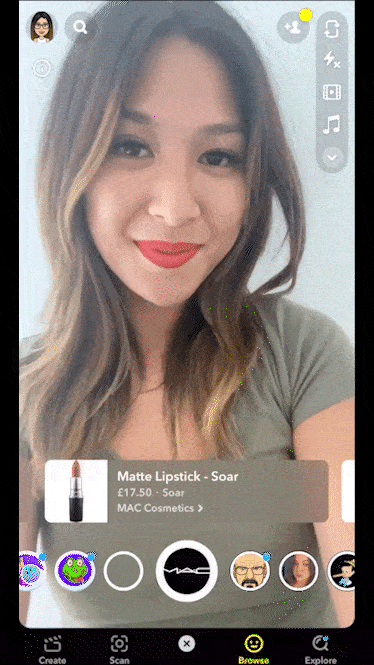 Matte Lipstick - Soar
£17.50 · Soar
MAC Cosmetics >
MAC
Create
Scan
Browse
Explore